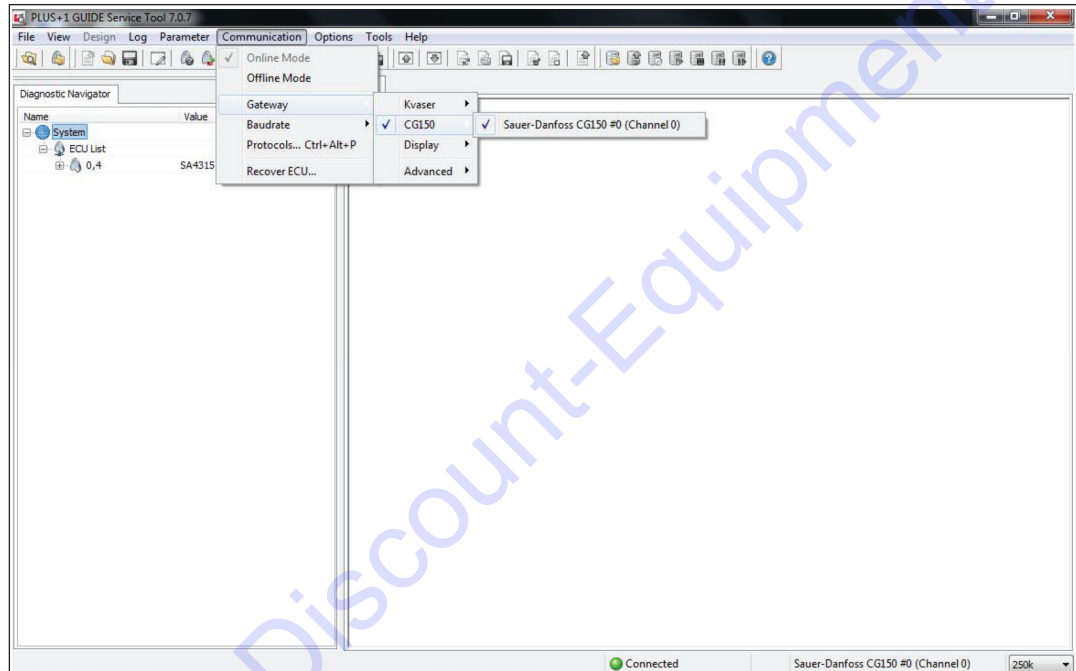 PLUS+1 GUIDE Service Tool 7.0.7
File View Design Log Parameter Communication Options Tools Help
Online Mode
Offline Mode
Gateway
Baudrate
Protocols... Ctrl+Alt+P
Recover ECU...
Kvaser
CG150
Display
Advanced
Sauer-Danfoss CG150 #0 (Channel 0)
Diagnostic Navigator
Name Value
System
ECU List
0,4 SA4315
Connected Sauer-Danfoss CG150 #0 (Channel 0) 250k
Discount-Equipment